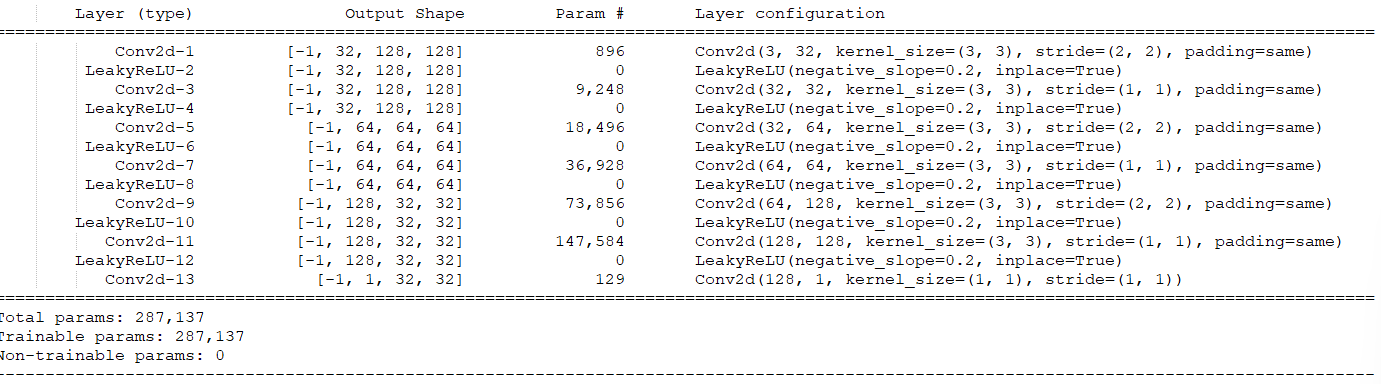 Layer (type) Output Shape Param # Layer configuration
================================================================
Conv2d-1 [-1, 32, 128, 128] 896 Conv2d(3, 32, kernel_size=(3, 3), stride=(2, 2), padding=same)
LeakyReLU-2 [-1, 32, 128, 128] 0 LeakyReLU(negative_slope=0.2, inplace=True)
Conv2d-3 [-1, 32, 128, 128] 9,248 Conv2d(32, 32, kernel_size=(3, 3), stride=(1, 1), padding=same)
LeakyReLU-4 [-1, 32, 128, 128] 0 LeakyReLU(negative_slope=0.2, inplace=True)
Conv2d-5 [-1, 64, 64, 64] 18,496 Conv2d(32, 64, kernel_size=(3, 3), stride=(2, 2), padding=same)
LeakyReLU-6 [-1, 64, 64, 64] 0 LeakyReLU(negative_slope=0.2, inplace=True)
Conv2d-7 [-1, 64, 64, 64] 36,928 Conv2d(64, 64, kernel_size=(3, 3), stride=(1, 1), padding=same)
LeakyReLU-8 [-1, 64, 64, 64] 0 LeakyReLU(negative_slope=0.2, inplace=True)
Conv2d-9 [-1, 128, 32, 32] 73,856 Conv2d(64, 128, kernel_size=(3, 3), stride=(2, 2), padding=same)
LeakyReLU-10 [-1, 128, 32, 32] 0 LeakyReLU(negative_slope=0.2, inplace=True)
Conv2d-11 [-1, 128, 32, 32] 147,584 Conv2d(128, 128, kernel_size=(3, 3), stride=(1, 1), padding=same)
LeakyReLU-12 [-1, 128, 32, 32] 0 LeakyReLU(negative_slope=0.2, inplace=True)
Conv2d-13 [-1, 1, 32, 32] 129 Conv2d(128, 1, kernel_size=(1, 1), stride=(1, 1))
================================================================
Total params: 287,137
Trainable params: 287,137
Non-trainable params: 0
----------------------------------------------------------------